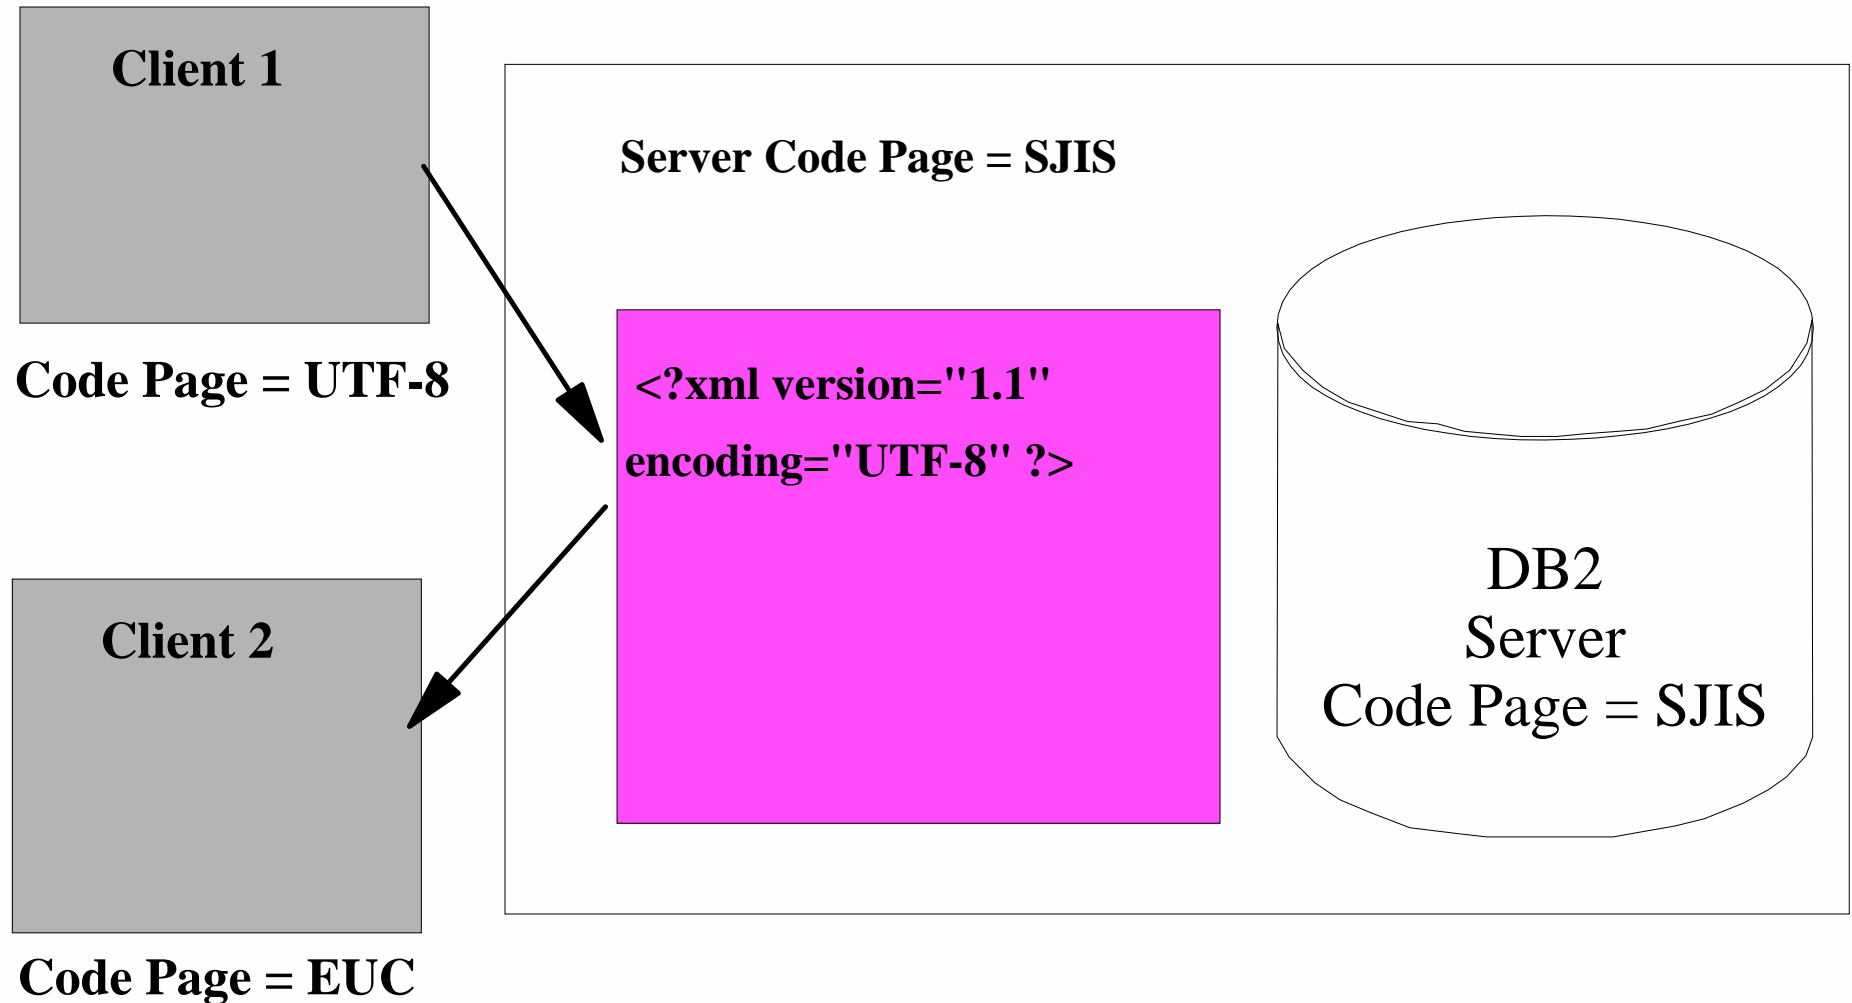 Client 1
Code Page = UTF-8
Server Code Page = SJIS
<?xml version="1.1"
encoding="UTF-8" ?>
DB2
Server
Code Page = SJIS
Client 2
Code Page = EUC